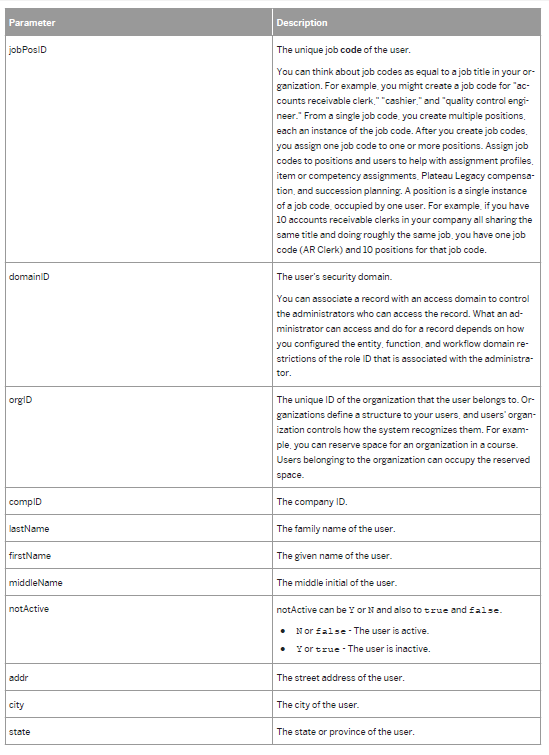 Parameter
Description
jobPosID
The unique job code of the user.
You can think about job codes as equal to a job title in your or-
ganization. For example, you might create a job code for "ac-
counts receivable clerk," "cashier," and "quality control engi-
neer." From a single job code, you create multiple positions,
each an instance of the job code. After you create job codes,
you assign one job code to one or more positions. Assign job
codes to positions and users to help with assignment profiles,
item or competency assignments, Plateau Legacy compensa-
tion, and succession planning. A position is a single instance
of a job code, occupied by one user. For example, if you have
10 accounts receivable clerks in your company all sharing the
same title and doing roughly the same job, you have one job
code (AR Clerk) and 10 positions for that job code.
domainID
The user's security domain.
You can associate a record with an access domain to control
the administrators who can access the record. What an ad-
ministrator can access and do for a record depends on how
you configured the entity, function, and workflow domain re-
strictions of the role ID that is associated with the administra-
tor.
orgID
The unique ID of the organization that the user belongs to. Or-
ganizations define a structure to your users, and users' organ-
ization controls how the system recognizes them. For exam-
ple, you can reserve space for an organization in a course.
Users belonging to the organization can occupy the reserved
space.
compID
The company ID.
lastName
The family name of the user.
firstName
The given name of the user.
middleName
The middle initial of the user.
notActive
notActive can be Y or N and also to true and false.
• N or false - The user is active.
• Y or true - The user is inactive.
addr
The street address of the user.
city
The city of the user.
state
The state or province of the user.